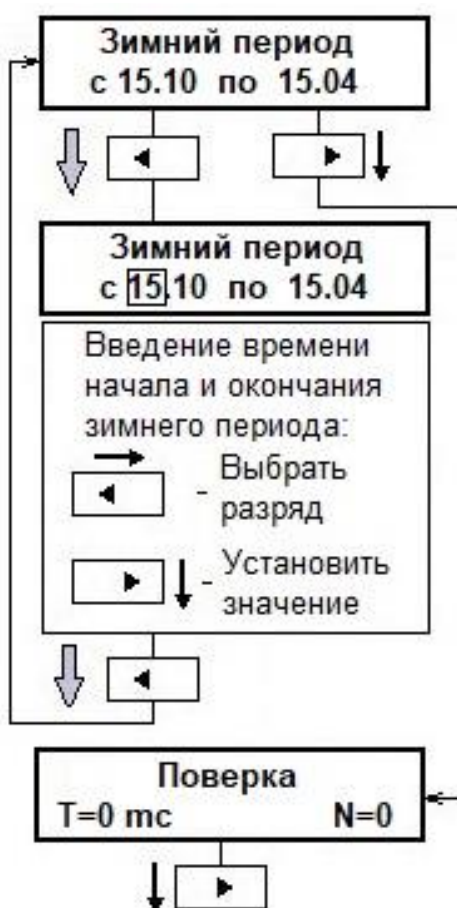 Зимний период
с 15.10 по 15.04
Зимний период
с 15.10 по 15.04
Введение времени
начала и окончания
зимнего периода:
- Выбрать
разряд
- Установить
значение
Поверка
T=0 mc N=0